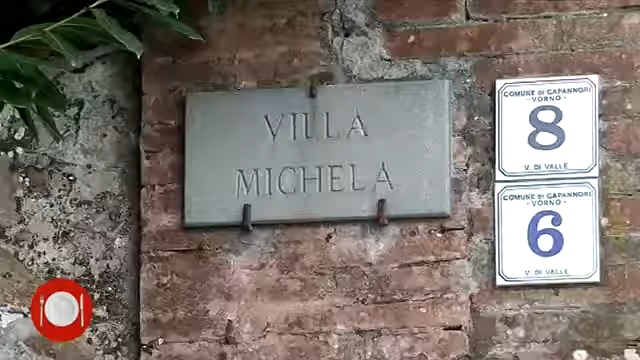 VILLA
MICHELA
COMUNE DI CAPANNORI
- VORNO -
8
V. DI VALLE
COMUNE DI CAPANNORI
- VORNO -
6
V. DI VALLE